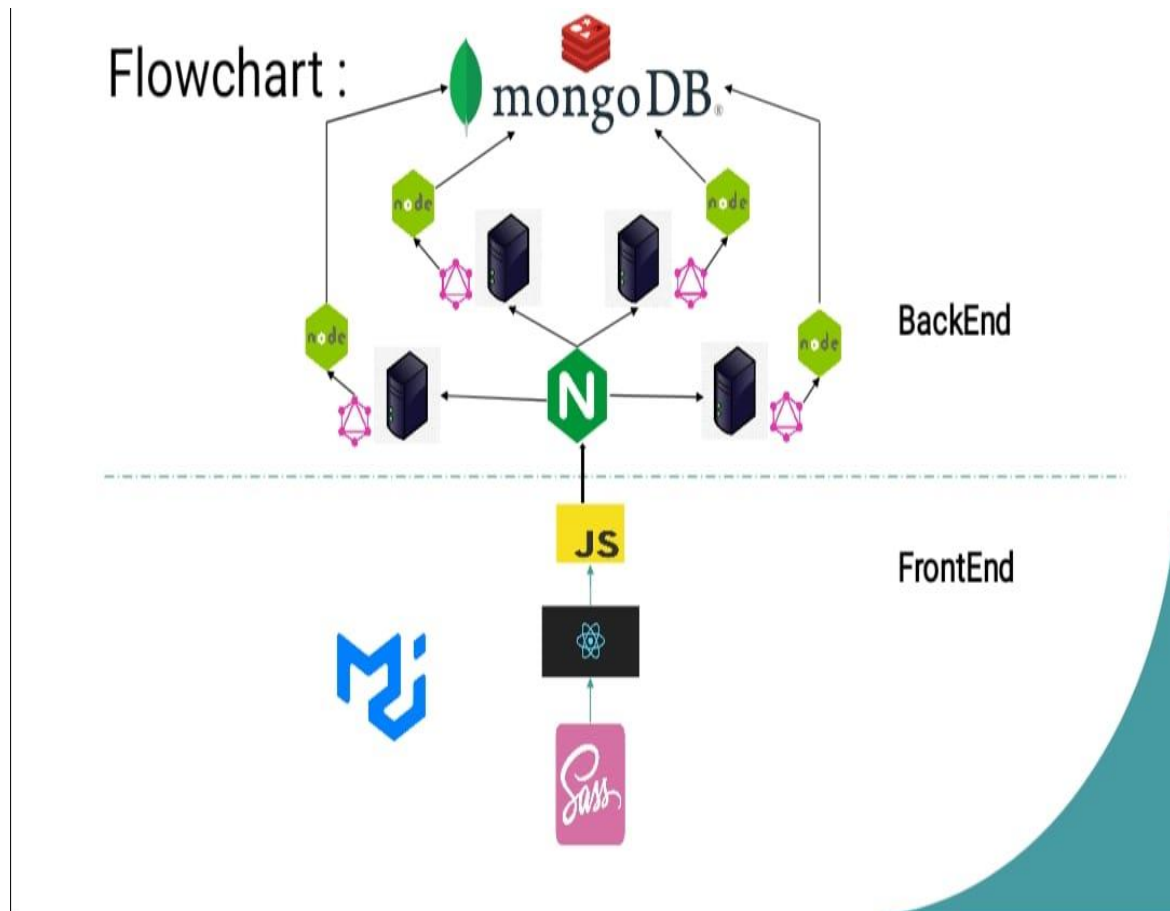 Flowchart :
mongoDB®
node
node
node
node
N
BackEnd
JS
FrontEnd
Sass